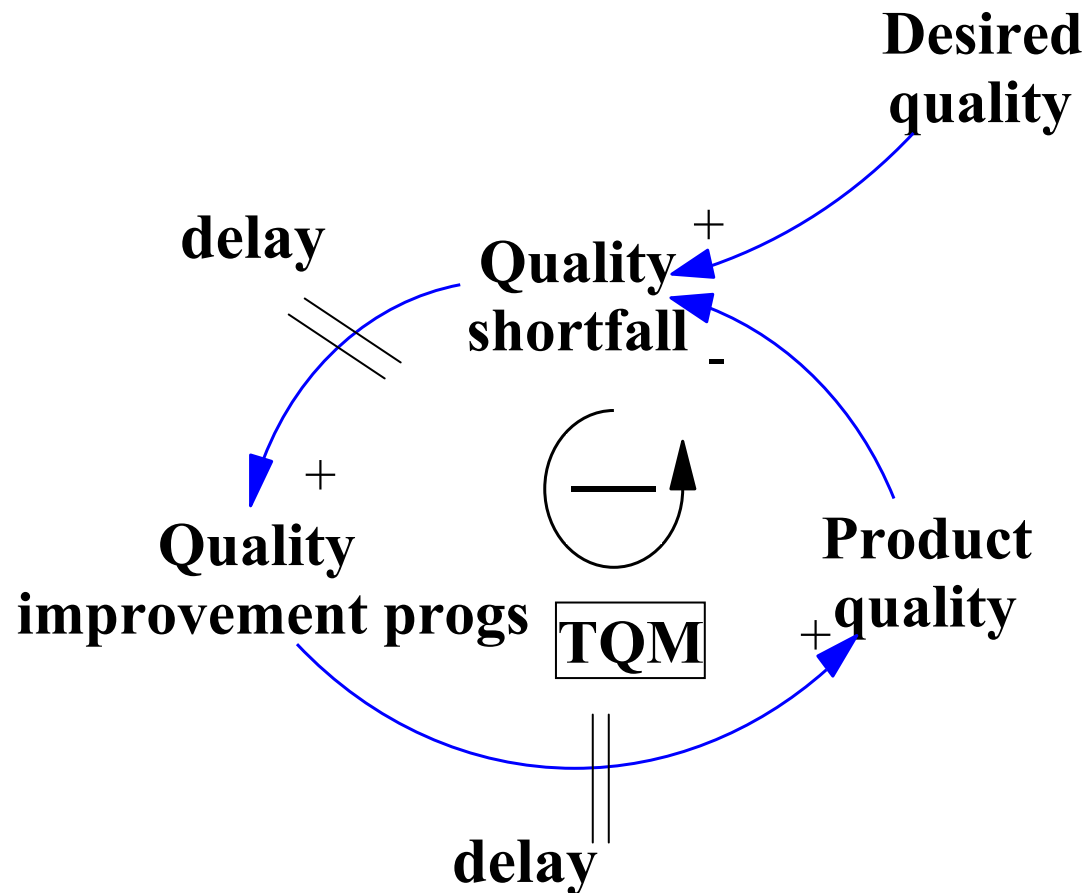 Desired
quality
delay
+
Quality
shortfall
-
+
Quality
improvement progs
Product
quality
+
TQM
delay